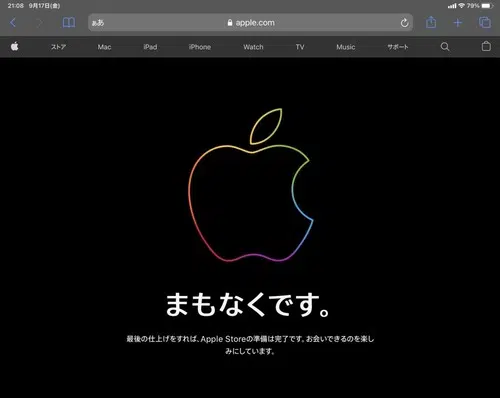 21:08 9月17日(金) 79%
ぁあ apple.com
ストア Mac iPad iPhone Watch TV Music サポート
まもなくです。
最後の仕上げをすれば、Apple Storeの準備は完了です。お会いできるのを楽し
みにしています。